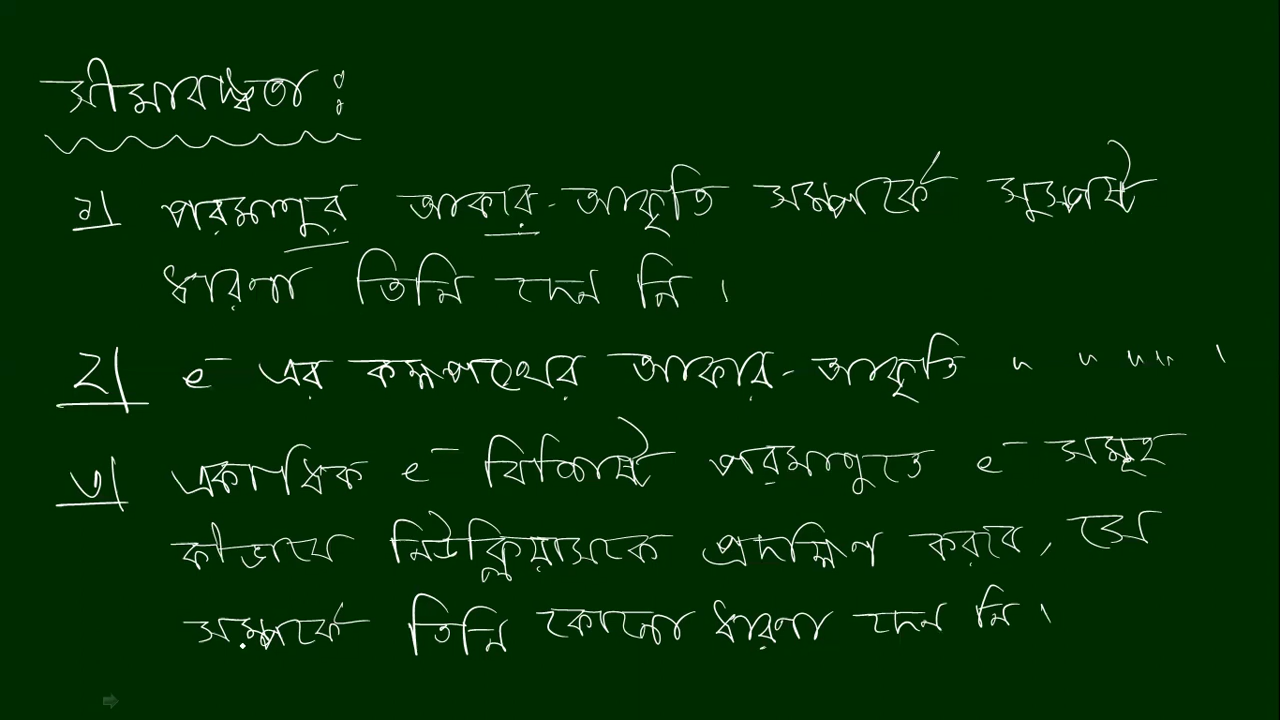 সীমাবদ্ধতা :
১। পরমাণুর আকার-আকৃতি সম্পর্কে সুস্পষ্ট
ধারণা তিনি দেন নি।
২। e⁻ এর কক্ষপথের আকার-আকৃতি " " " " ।
৩। একাধিক e⁻ বিশিষ্ট পরমাণুতে e⁻ সমূহ
কীভাবে নিউক্লিয়াসকে প্রদক্ষিণ করবে, সে
সম্পর্কে তিনি কোনো ধারণা দেন নি।